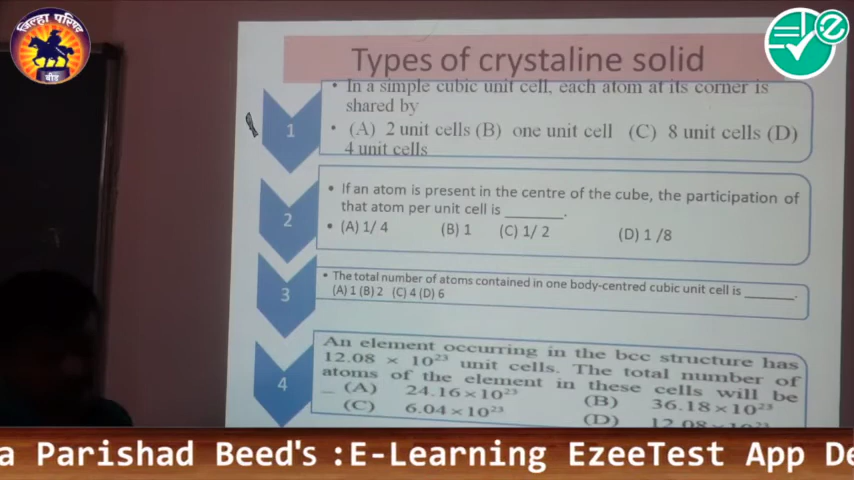 जिल्हा परिषद
बीड
e
Types of crystaline solid
1
• In a simple cubic unit cell, each atom at its corner is
shared by
• (A) 2 unit cells (B) one unit cell (C) 8 unit cells (D)
4 unit cells
2
• If an atom is present in the centre of the cube, the participation of
that atom per unit cell is ________.
• (A) 1/ 4 (B) 1 (C) 1/ 2 (D) 1 /8
3
• The total number of atoms contained in one body-centred cubic unit cell is ________.
(A) 1 (B) 2 (C) 4 (D) 6
4
An element occurring in the bcc structure has
12.08 × 10²³ unit cells. The total number of
atoms of the element in these cells will be
(A) 24.16×10²³ (B) 36.18×10²³
(C) 6.04×10²³ (D) 12.08×10²³
a Parishad Beed's :E-Learning EzeeTest App De